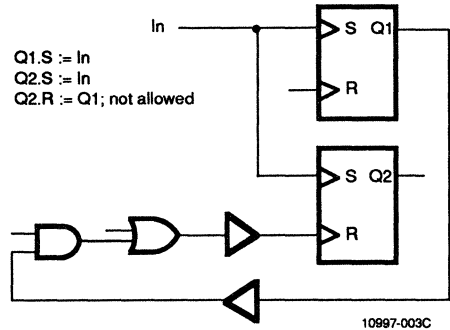 In
Q1.S := In
Q2.S := In
Q2.R := Q1; not allowed
S Q1
R
S Q2
R
10997-003C